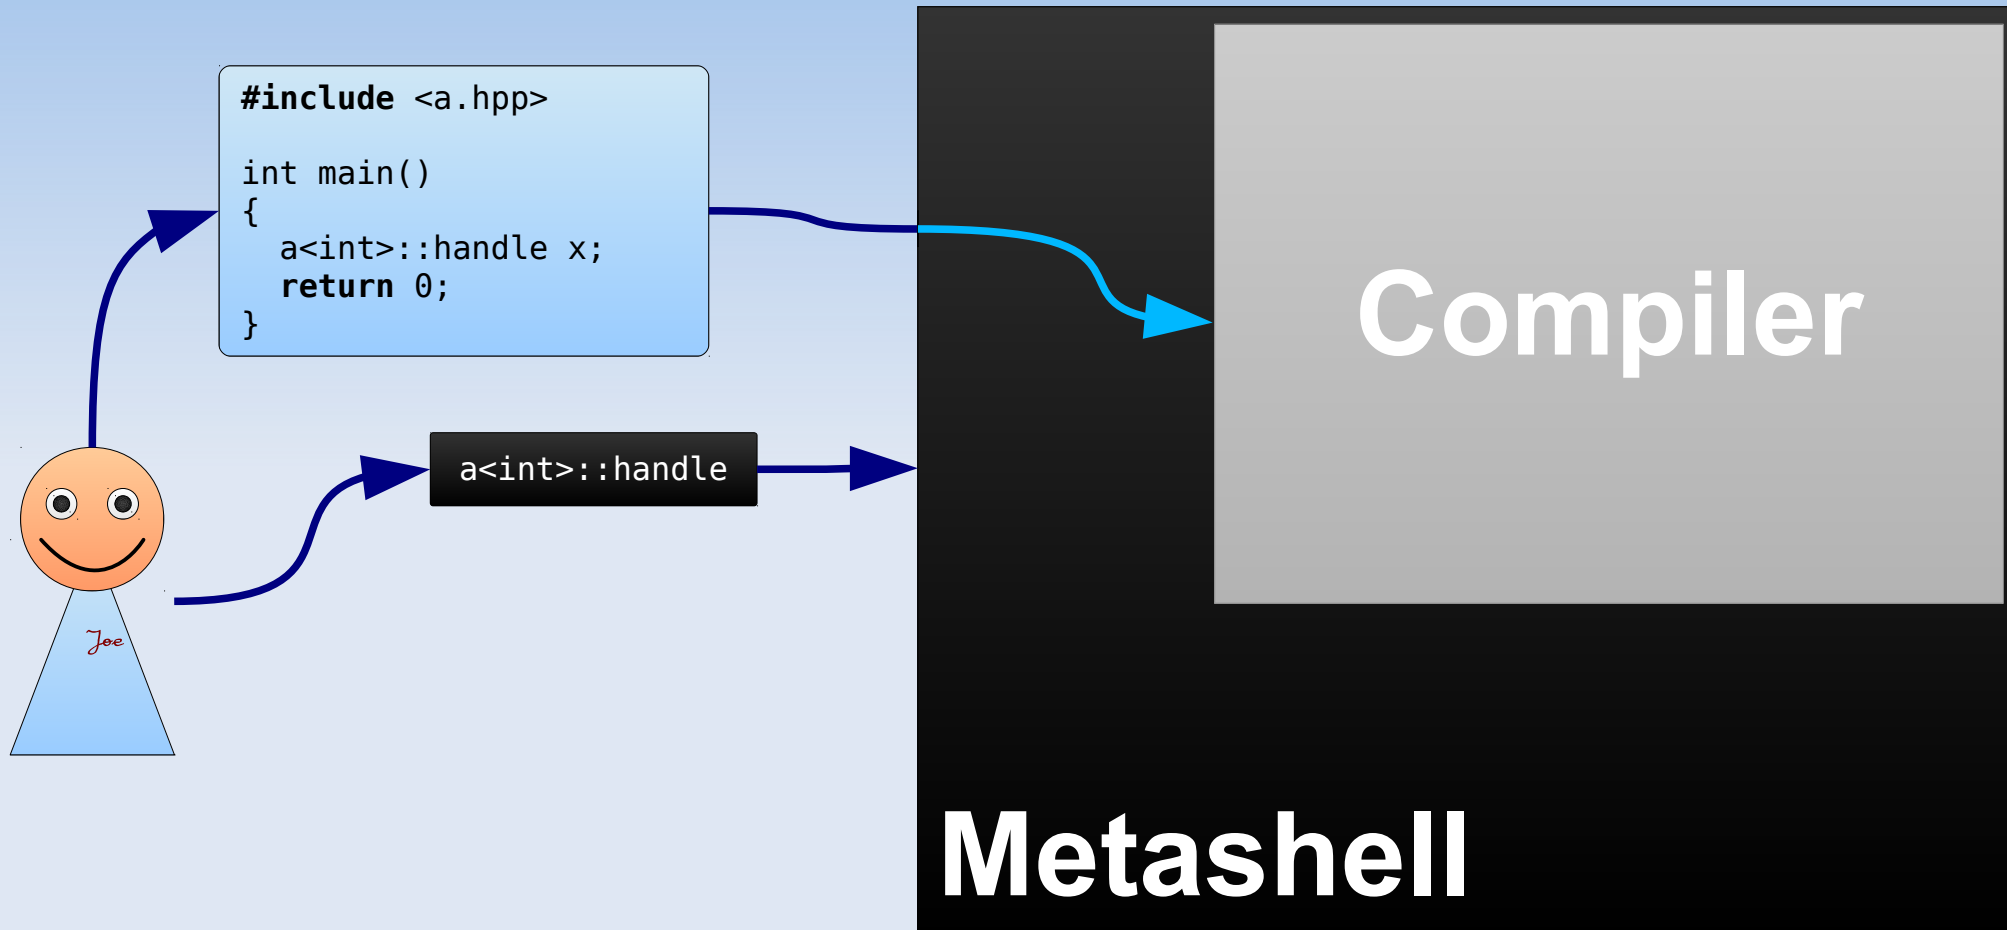 #include <a.hpp>

int main()
{
  a<int>::handle x;
  return 0;
}
Compiler
a<int>::handle
Joe
Metashell